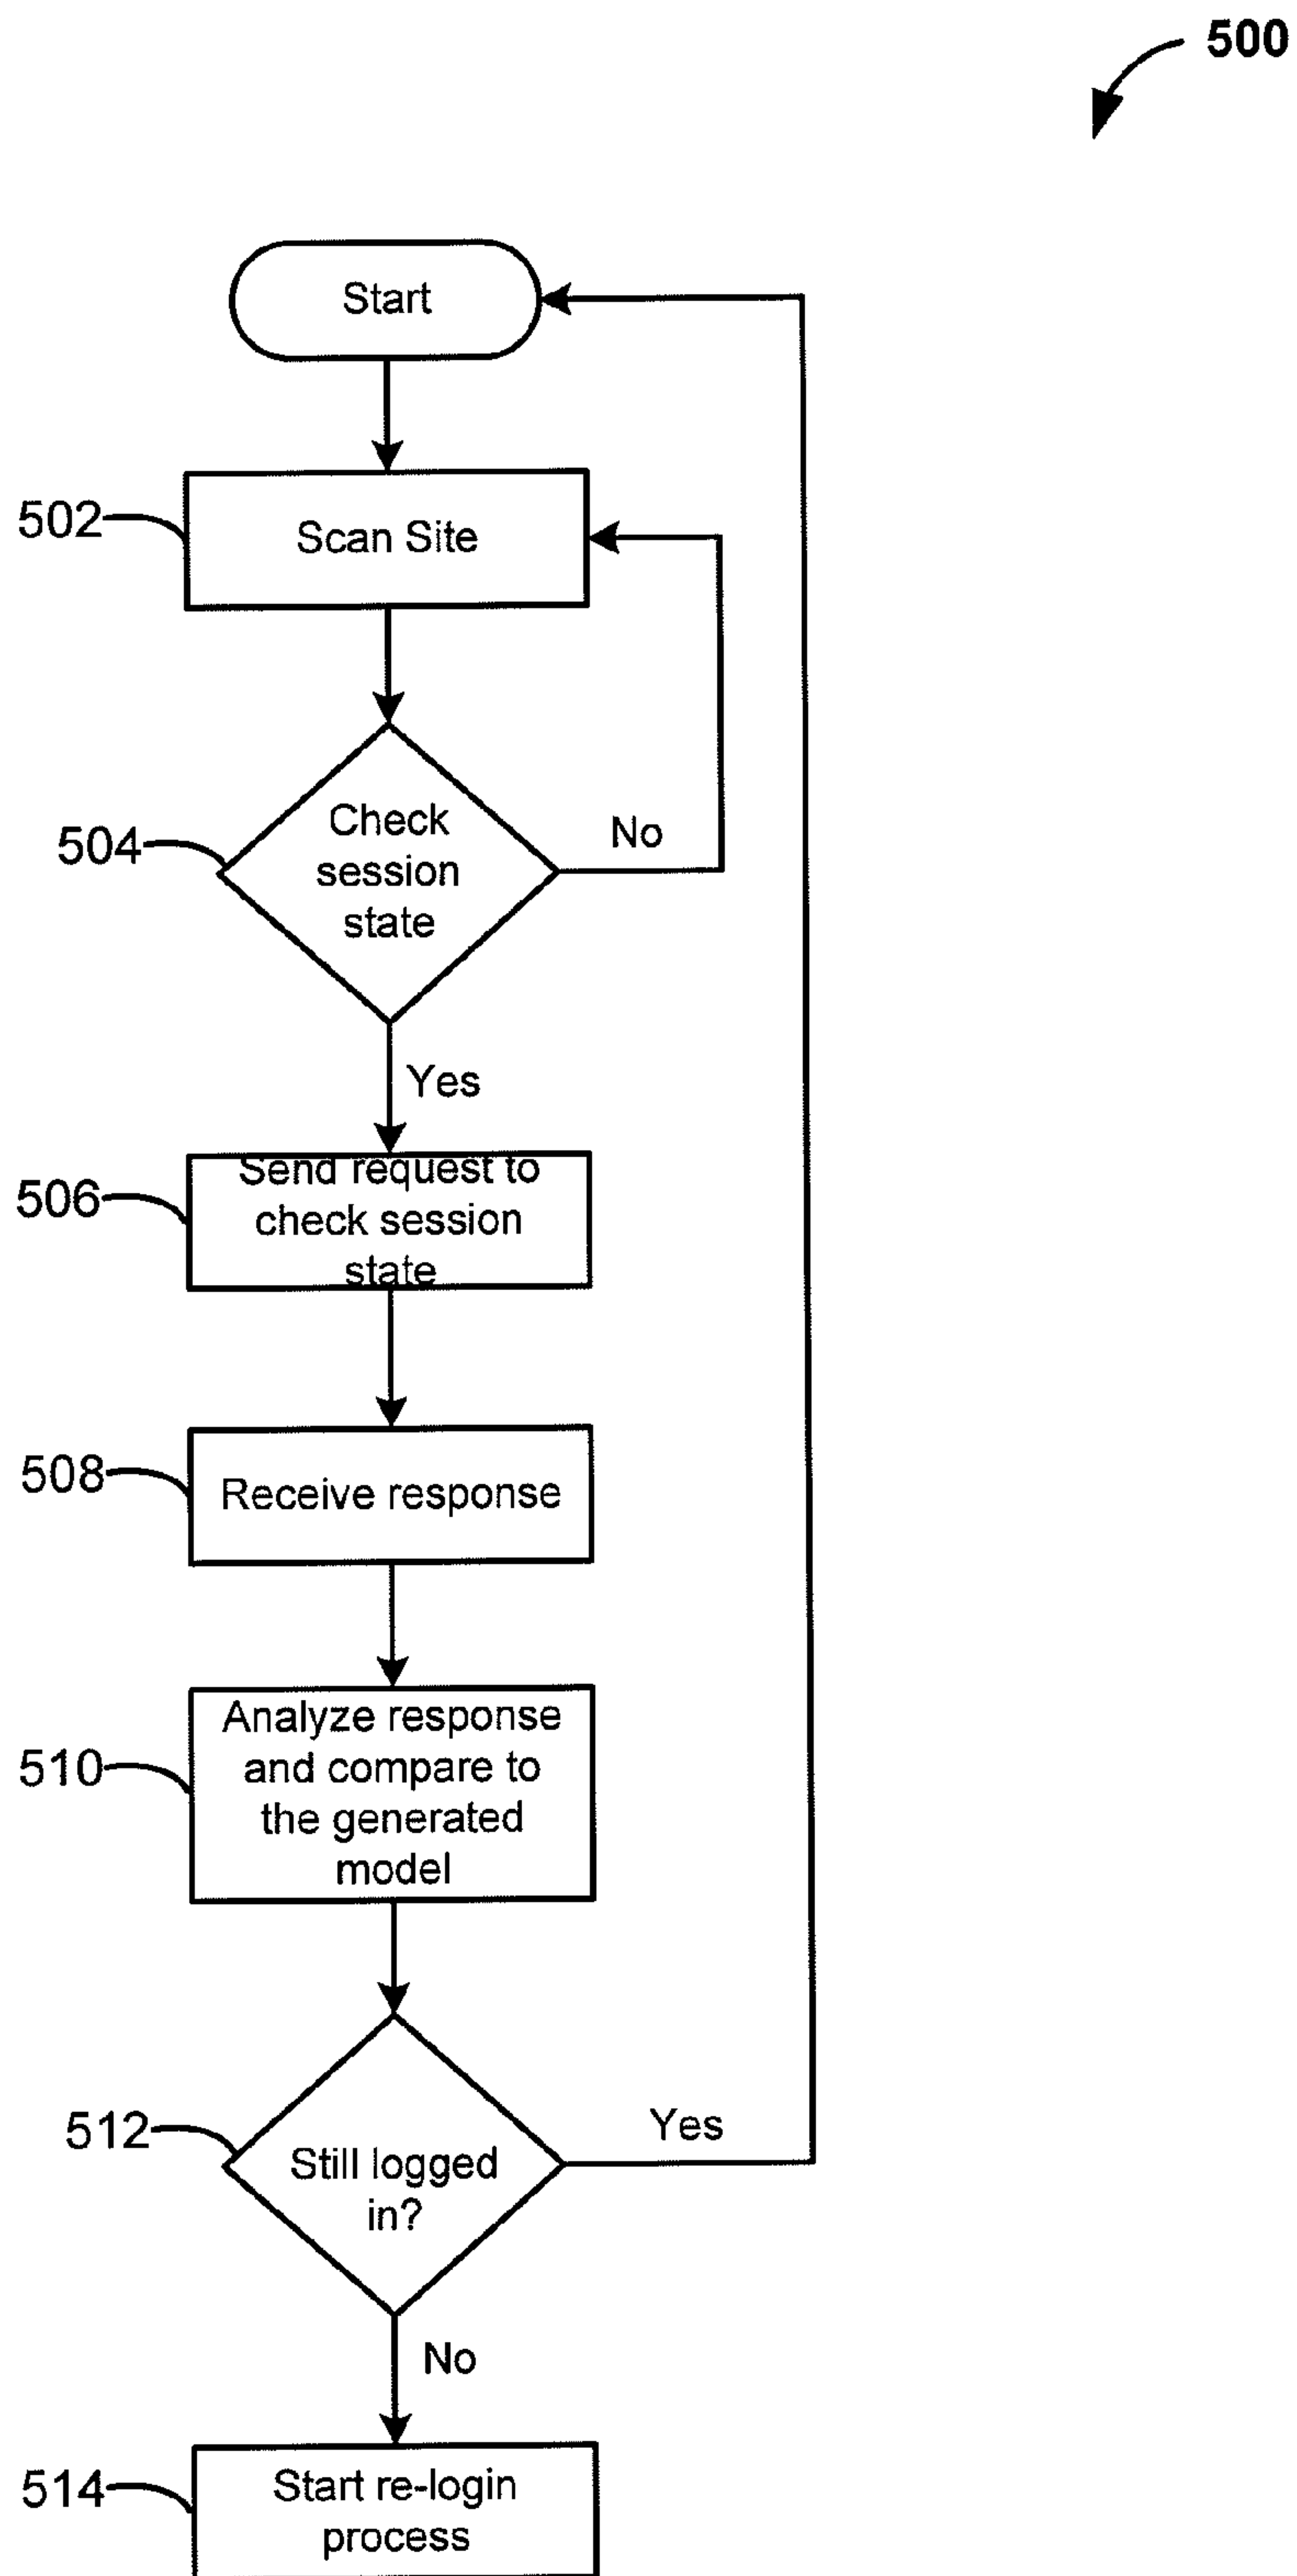 500
Start
502
Scan Site
504
Check
session
state
No
Yes
506
Send request to
check session
state
508
Receive response
510
Analyze response
and compare to
the generated
model
512
Still logged
in?
Yes
No
514
Start re-login
process